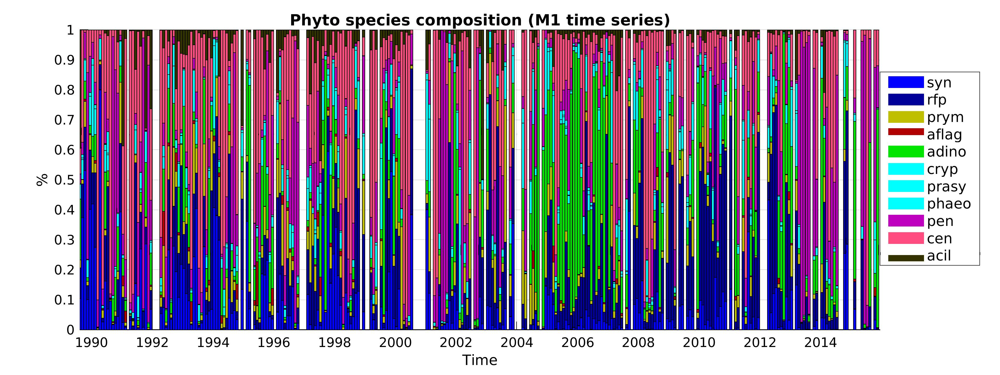 Phyto species composition (M1 time series)
1
0.9
0.8
0.7
0.6
0.5
0.4
0.3
0.2
0.1
0
%
1990 1992 1994 1996 1998 2000 2002 2004 2006 2008 2010 2012 2014
Time
syn
rfp
prym
aflag
adino
cryp
prasy
phaeo
pen
cen
acil